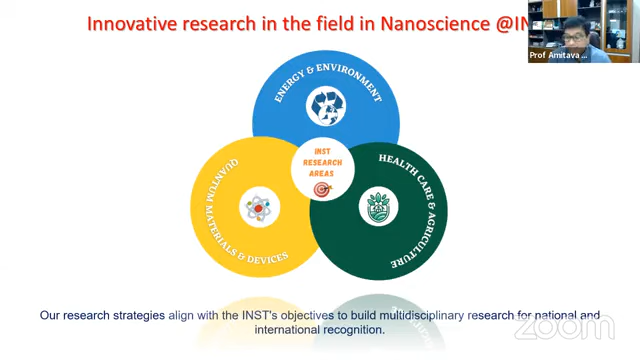 Innovative research in the field in Nanoscience @IN
Prof Amitava ...
ENERGY & ENVIRONMENT
INST
RESEARCH
AREAS
QUANTUM MATERIALS & DEVICES
HEALTH CARE & AGRICULTURE
Our research strategies align with the INST's objectives to build multidisciplinary research for national and
international recognition.
zoom